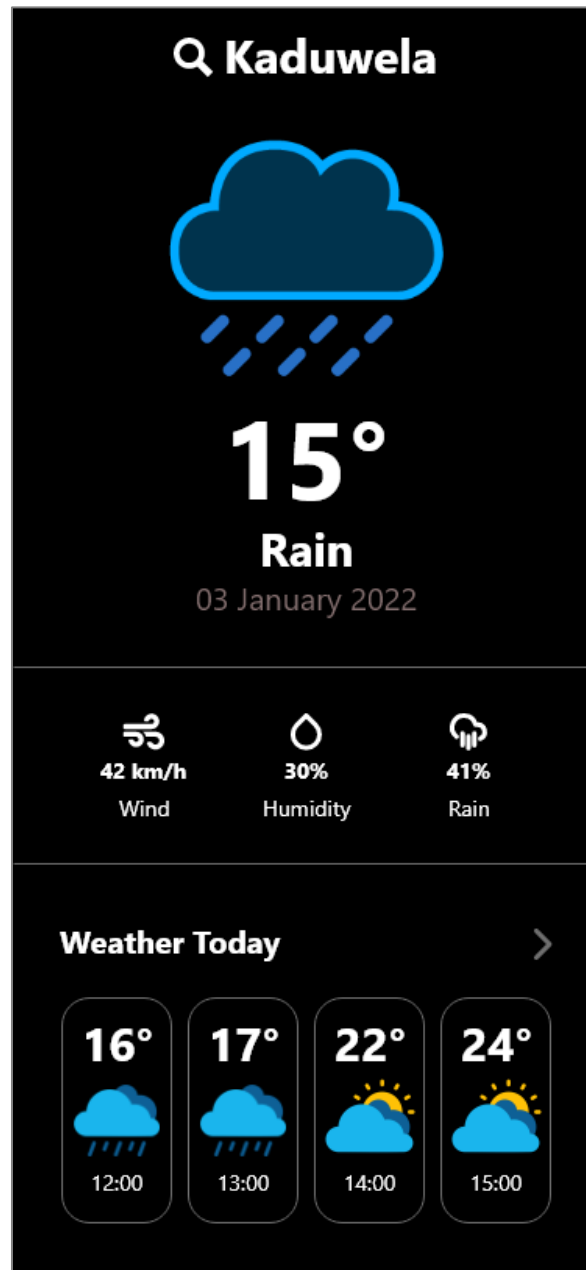 Kaduwela
15°
Rain
03 January 2022
42 km/h 30% 41%
Wind Humidity Rain
Weather Today
16° 17° 22° 24°
12:00 13:00 14:00 15:00